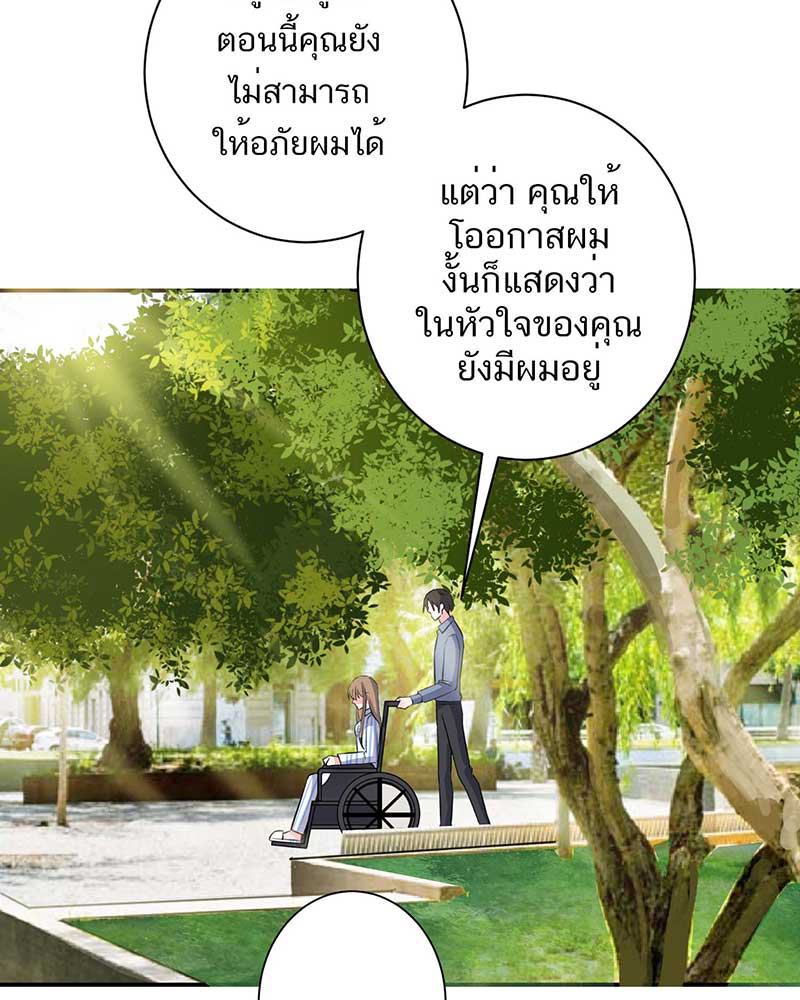 ตอนนี้คุณยัง
ไม่สามารถ
ให้อภัยผมได้
แต่ว่า คุณให้
โออกาสผม
งั้นก็แสดงว่า
ในหัวใจของคุณ
ยังมีผมอยู่